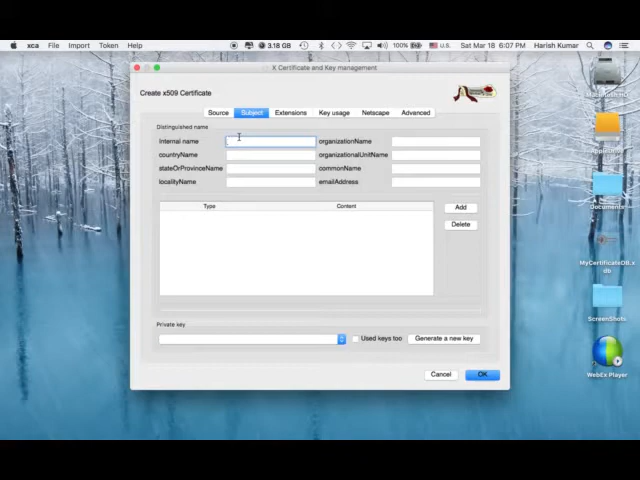 xca File Import Token Help 3.18 GB 100% U.S. Sat Mar 18 6:07 PM Harish Kumar
X Certificate and Key management
Create x509 Certificate
Source Subject Extensions Key usage Netscape Advanced
Distinguished name
Internal name organizationName
countryName organizationalUnitName
stateOrProvinceName commonName
localityName emailAddress
Type Content Add
Delete
Private key
Used keys too Generate a new key
Cancel OK
Documents
MyCertificateDB.x
db
ScreenShots
WebEx Player